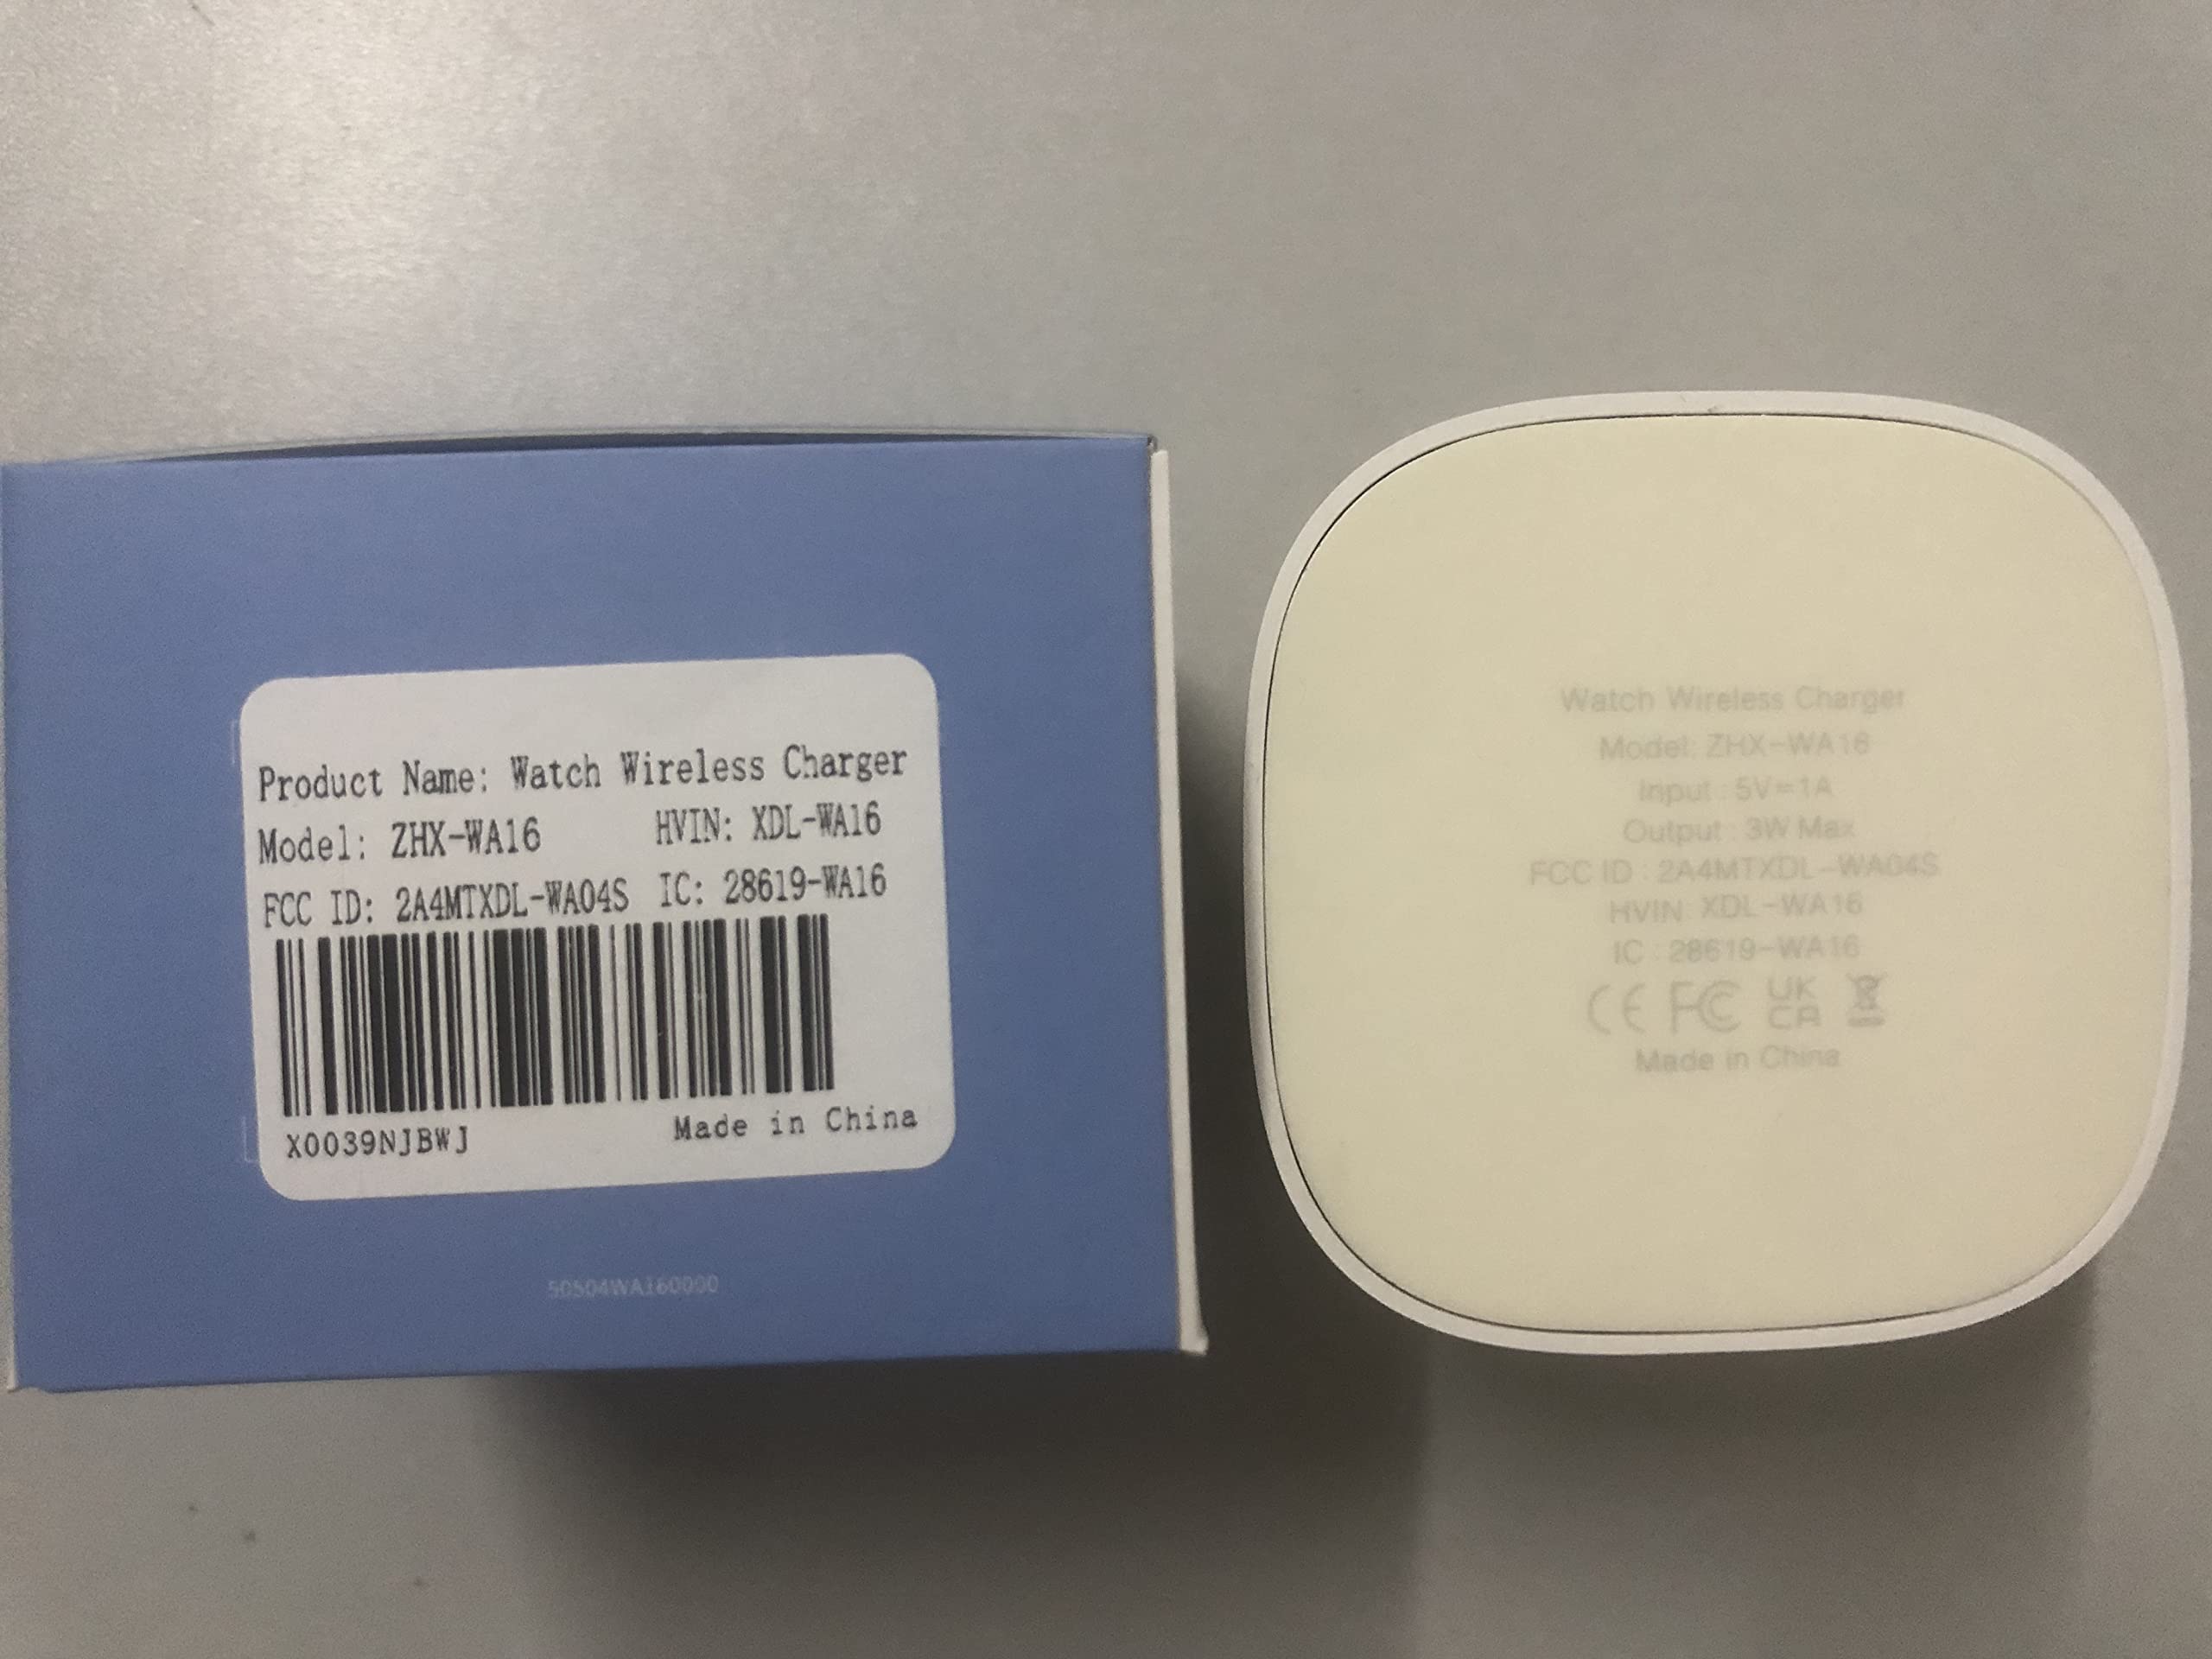 Product Name: Watch Wireless Charger
Model: ZHX-WA16 HVIN: XDL-WA16
FCC ID: 2A4MTXDL-WA04S IC: 28619-WA16
X0039NJBWJ Made in China
50504WA160000
Watch Wireless Charger
Model: ZHX-WA16
Input : 5V=1A
Output : 3W Max
FCC ID : 2A4MTXDL-WA04S
HVIN: XDL-WA16
IC : 28619-WA16
CE FC UK CA
Made in China